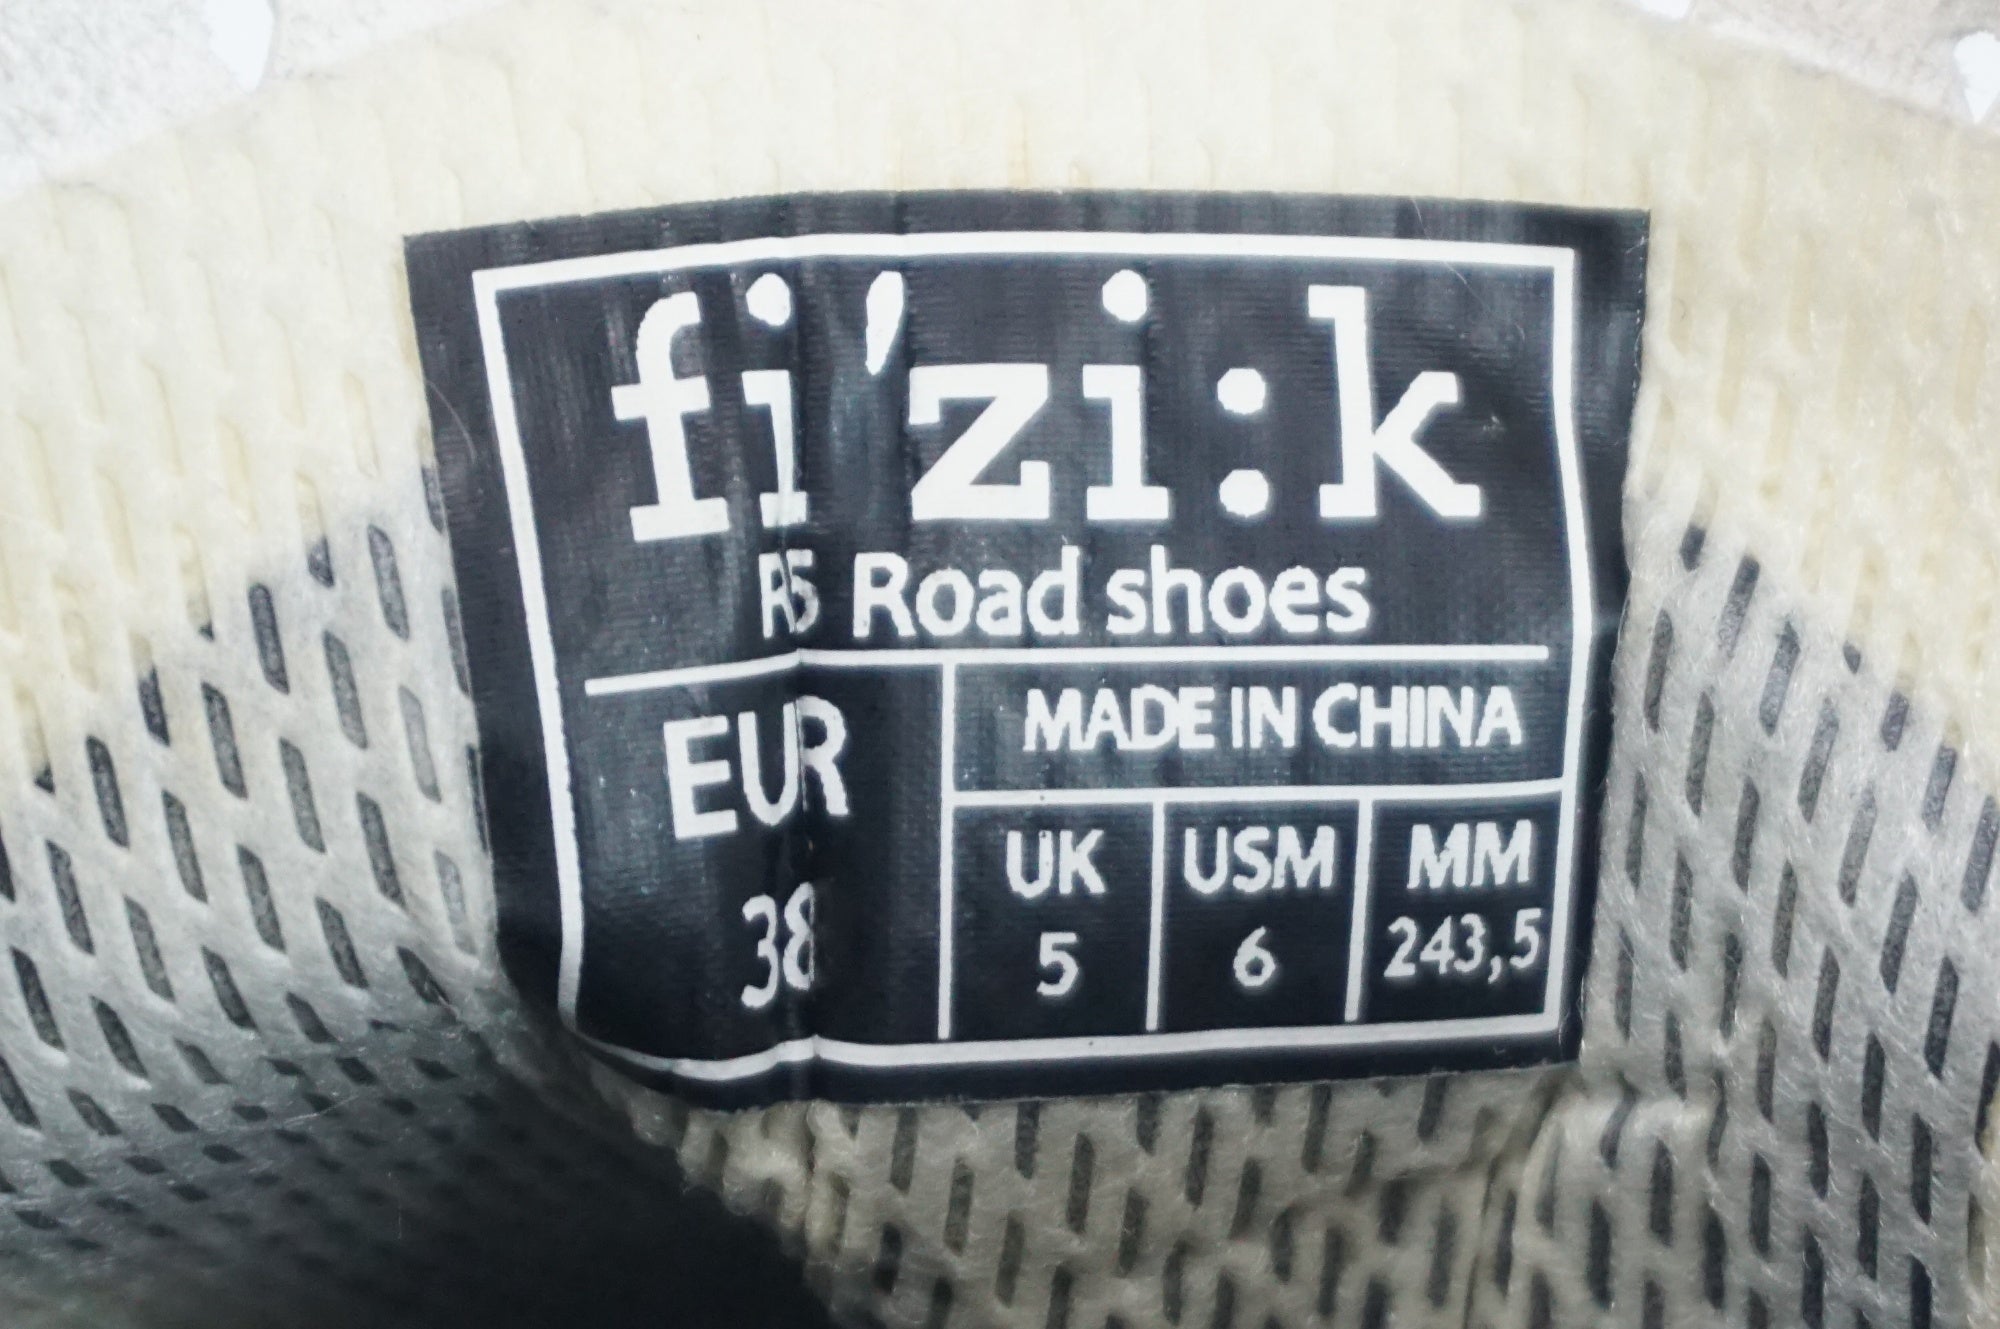 fi'zi:k
R5 Road shoes
EUR
38
MADE IN CHINA
UK USM MM
5 6 243,5